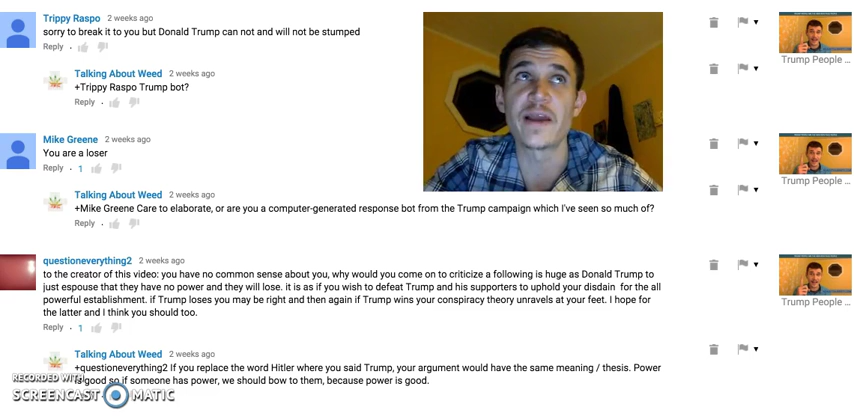 Trippy Raspo 2 weeks ago
sorry to break it to you but Donald Trump can not and will not be stumped
Reply
Talking About Weed 2 weeks ago
+Trippy Raspo Trump bot?
Reply
Trump People ...
Mike Greene 2 weeks ago
You are a loser
Reply · 1
Talking About Weed 2 weeks ago
+Mike Greene Care to elaborate, or are you a computer-generated response bot from the Trump campaign which I've seen so much of?
Reply
Trump People ...
questioneverything2 2 weeks ago
to the creator of this video: you have no common sense about you, why would you come on to criticize a following is huge as Donald Trump to
just espouse that they have no power and they will lose. it is as if you wish to defeat Trump and his supporters to uphold your disdain for the all
powerful establishment. if Trump loses you may be right and then again if Trump wins your conspiracy theory unravels at your feet. I hope for
the latter and I think you should too.
Reply · 1
Trump People ...
Talking About Weed 2 weeks ago
+questioneverything2 If you replace the word Hitler where you said Trump, your argument would have the same meaning / thesis. Power
is good so if someone has power, we should bow to them, because power is good.
RECORDED WITH
SCREENCAST MATIC